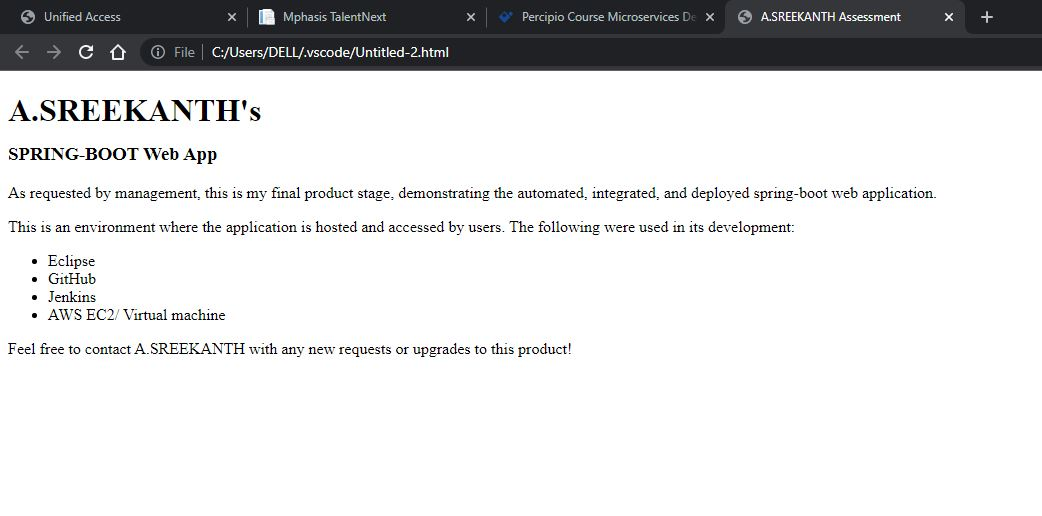 Unified Access
Mphasis TalentNext
Percipio Course Microservices De
A.SREEKANTH Assessment
File
C:/Users/DELL/.vscode/Untitled-2.html
A.SREEKANTH's
SPRING-BOOT Web App
As requested by management, this is my final product stage, demonstrating the automated, integrated, and deployed spring-boot web application.
This is an environment where the application is hosted and accessed by users. The following were used in its development:
• Eclipse
• GitHub
• Jenkins
• AWS EC2/ Virtual machine
Feel free to contact A.SREEKANTH with any new requests or upgrades to this product!